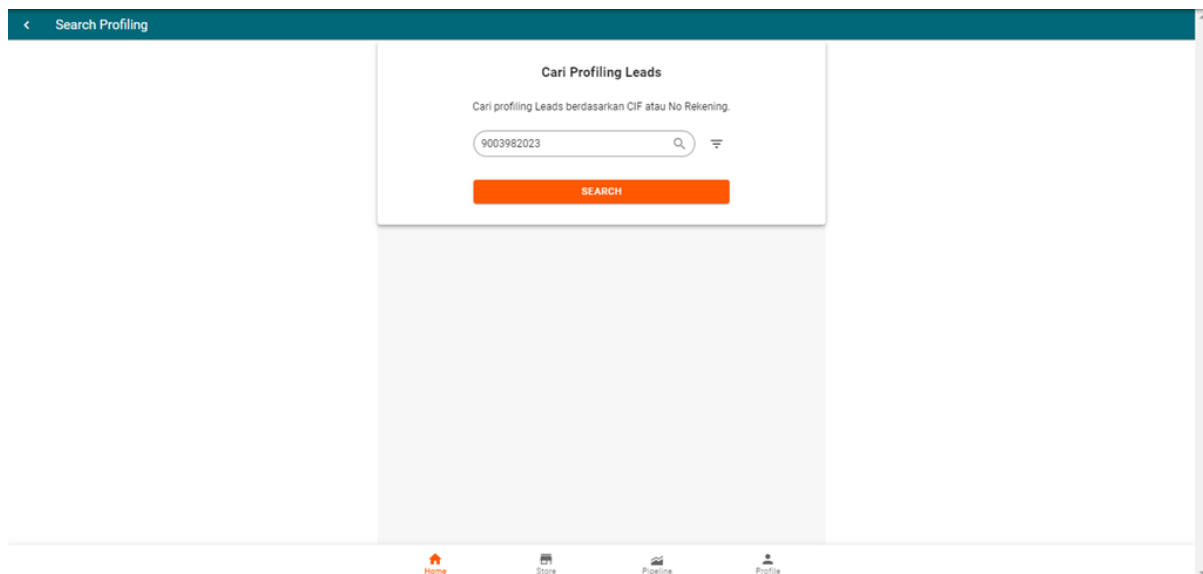 Search Profiling
Cari Profiling Leads
Cari profiling Leads berdasarkan CIF atau No Rekening.
9003982023
SEARCH
Home
Store
Pipeline
Profile